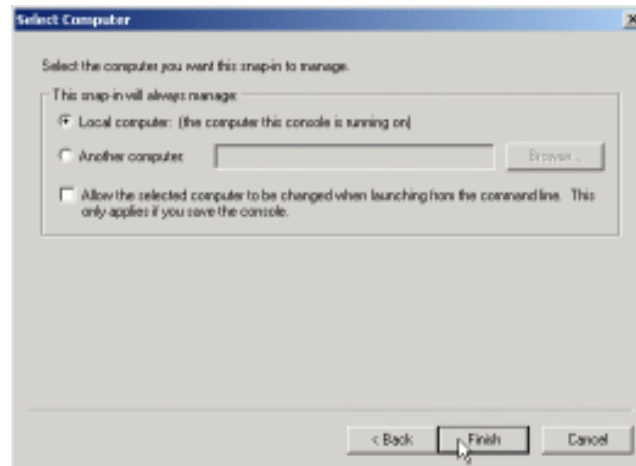 Select Computer
Select the computer you want this snap-in to manage.
This snap-in will always manage:
Local computer: (the computer this console is running on)
Another computer:
Browse...
Allow the selected computer to be changed when launching from the command line. This
only applies if you save the console.
< Back
Finish
Cancel